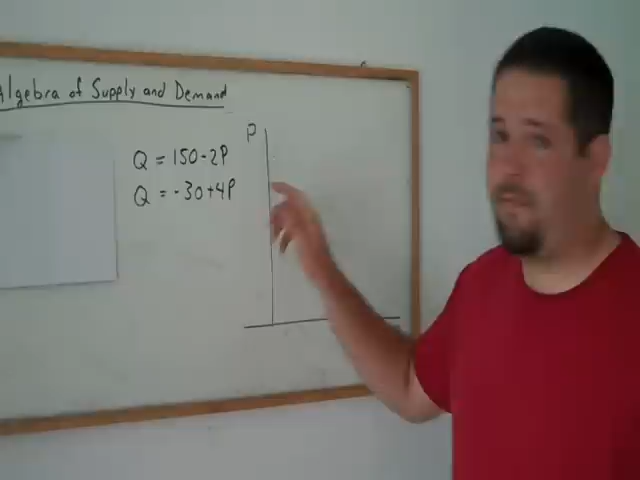 Algebra of Supply and Demand
P
Q = 150-2P
Q = -30+4P